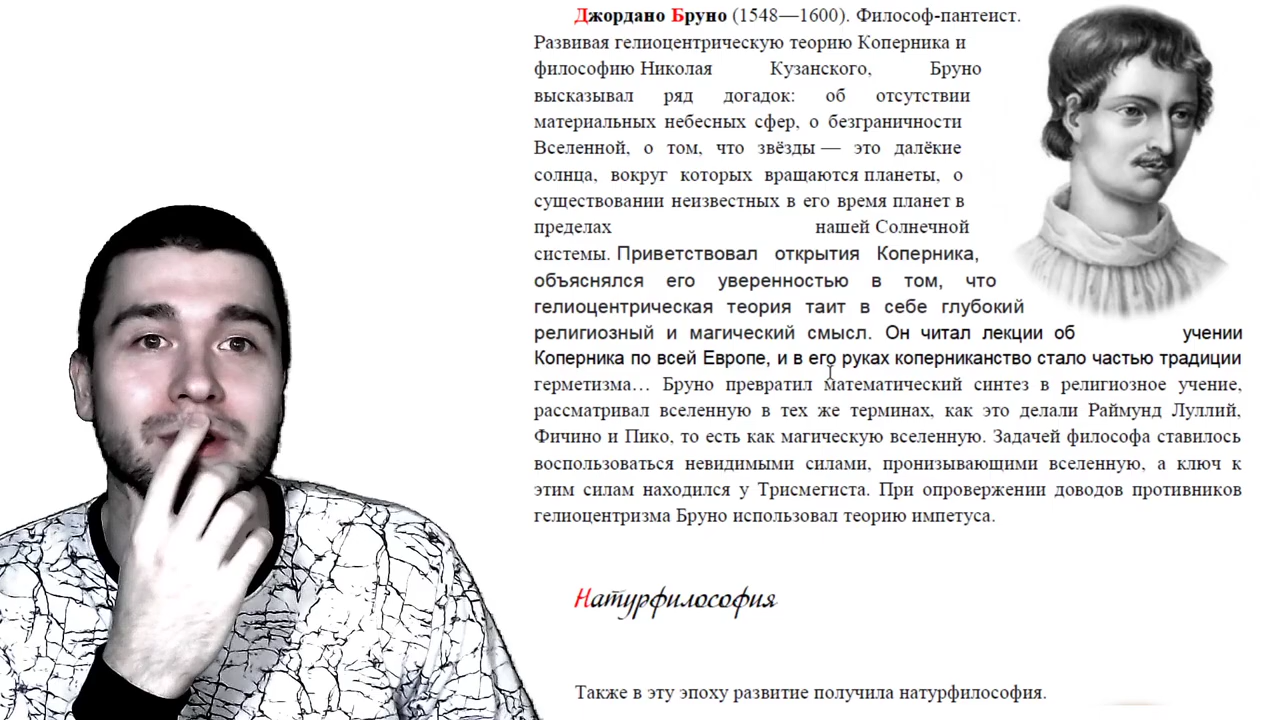 Джордано Бруно (1548—1600). Философ-пантеист.
Развивая гелиоцентрическую теорию Коперника и
философию Николая Кузанского, Бруно
высказывал ряд догадок: об отсутствии
материальных небесных сфер, о безграничности
Вселенной, о том, что звёзды — это далёкие
солнца, вокруг которых вращаются планеты, о
существовании неизвестных в его время планет в
пределах нашей Солнечной
системы. Приветствовал открытия Коперника,
объяснялся его уверенностью в том, что
гелиоцентрическая теория таит в себе глубокий
религиозный и магический смысл. Он читал лекции об учении
Коперника по всей Европе, и в его руках коперниканство стало частью традиции
герметизма… Бруно превратил математический синтез в религиозное учение,
рассматривал вселенную в тех же терминах, как это делали Раймунд Луллий,
Фичино и Пико, то есть как магическую вселенную. Задачей философа ставилось
воспользоваться невидимыми силами, пронизывающими вселенную, а ключ к
этим силам находился у Трисмегиста. При опровержении доводов противников
гелиоцентризма Бруно использовал теорию импетуса.
Натурфилософия
Также в эту эпоху развитие получила натурфилософия.